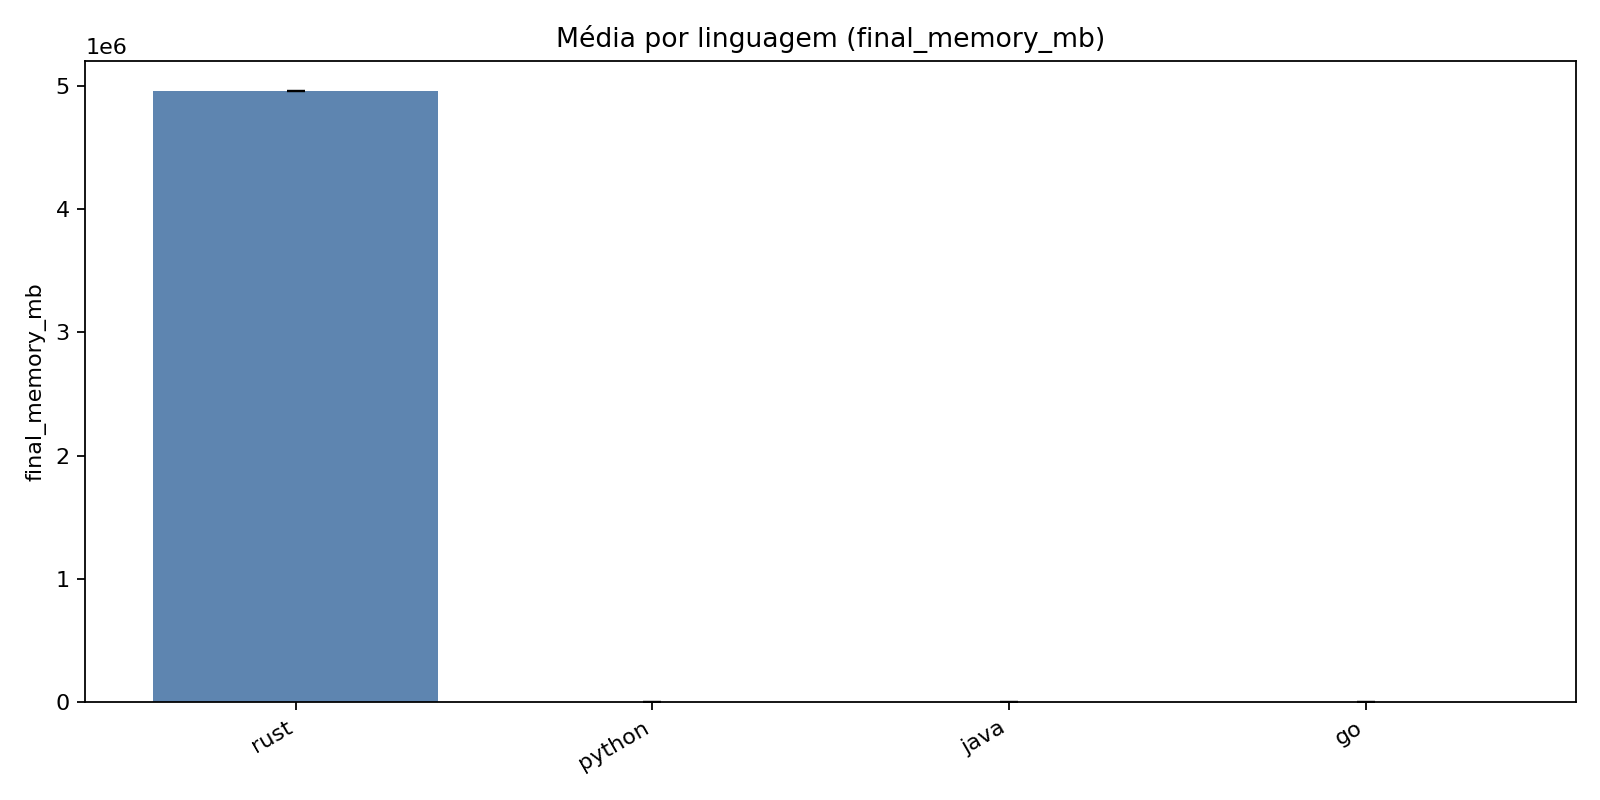 Média por linguagem (final_memory_mb)
1e6
5
4
3
2
1
0
final_memory_mb
rust
python
java
go